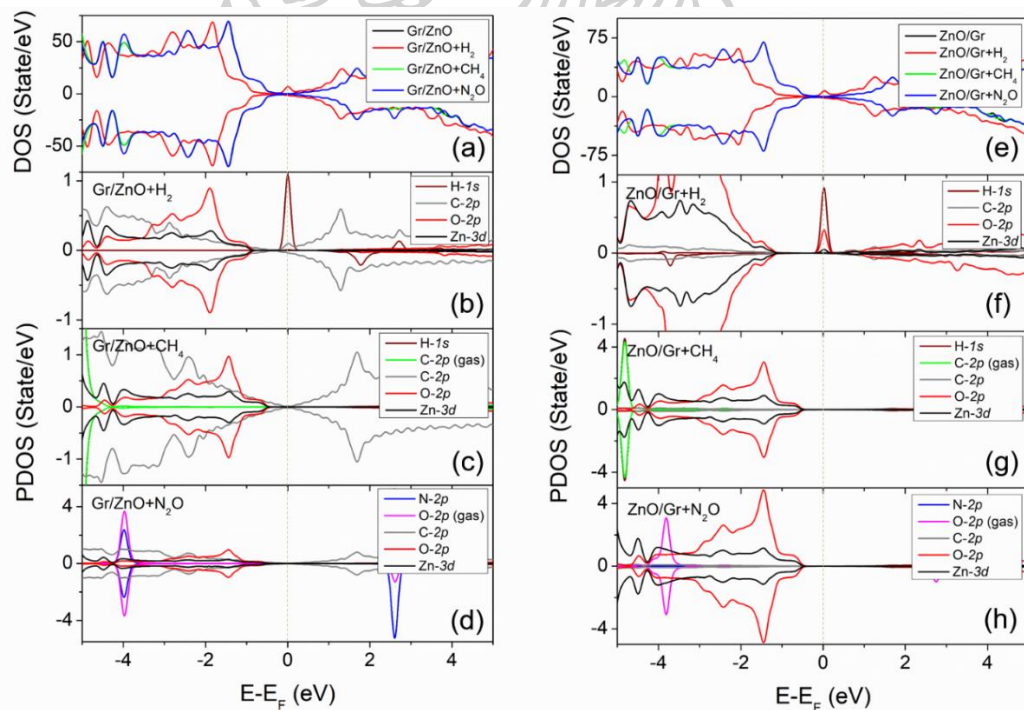 DOS (State/eV)
50
0
-50
Gr/ZnO
Gr/ZnO+H₂
Gr/ZnO+CH₄
Gr/ZnO+N₂O
(a)
Gr/ZnO+H₂
1
0
1
H-1s
C-2p
O-2p
Zn-3d
(b)
PDOS (State/eV)
Gr/ZnO+CH₄
1
0
1
H-1s
C-2p (gas)
C-2p
O-2p
Zn-3d
(c)
Gr/ZnO+N₂O
4
0
-4
N-2p
O-2p (gas)
C-2p
O-2p
Zn-3d
(d)
-4
-2
0
2
4
E-E_F (eV)
DOS (State/eV)
75
0
-75
ZnO/Gr
ZnO/Gr+H₂
ZnO/Gr+CH₄
ZnO/Gr+N₂O
(e)
ZnO/Gr+H₂
1
0
1
H-1s
C-2p
O-2p
Zn-3d
(f)
PDOS (State/eV)
ZnO/Gr+CH₄
4
0
-4
H-1s
C-2p (gas)
C-2p
O-2p
Zn-3d
(g)
ZnO/Gr+N₂O
4
0
-4
N-2p
O-2p (gas)
C-2p
O-2p
Zn-3d
(h)
-4
-2
0
2
4
E-E_F (eV)